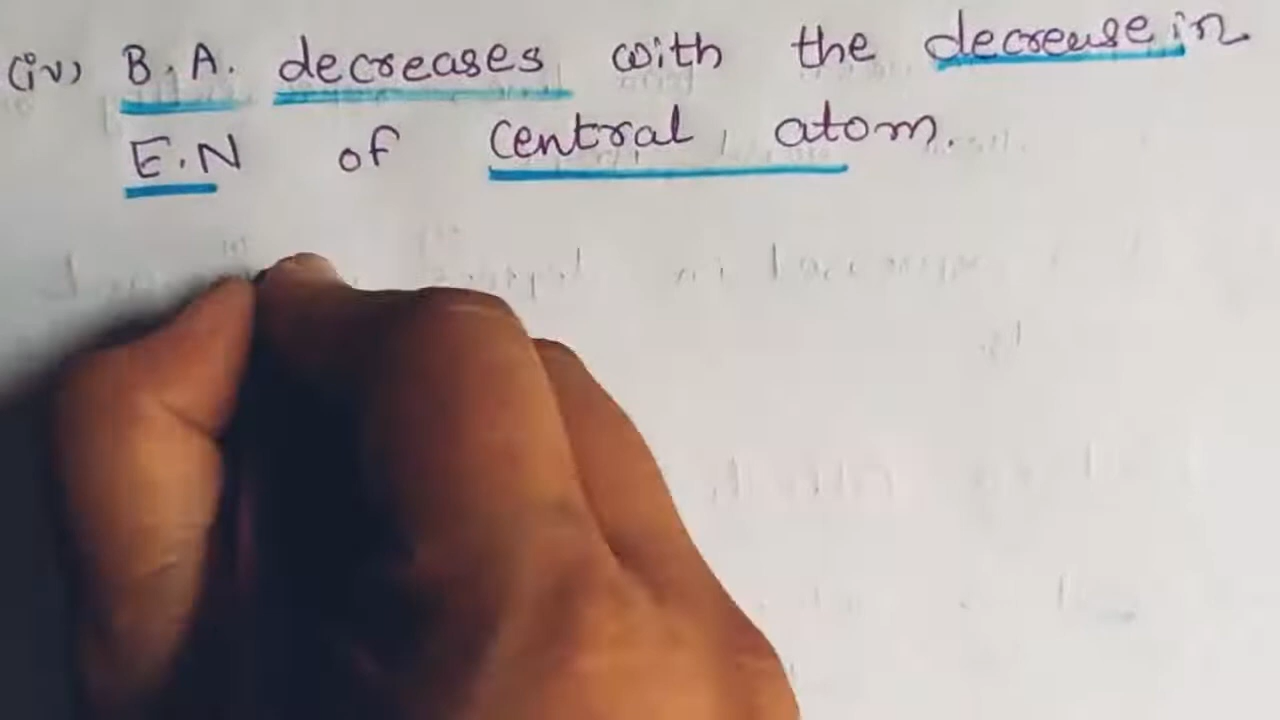 (iv) B.A. decreases with the decrease in
E.N of central atom.